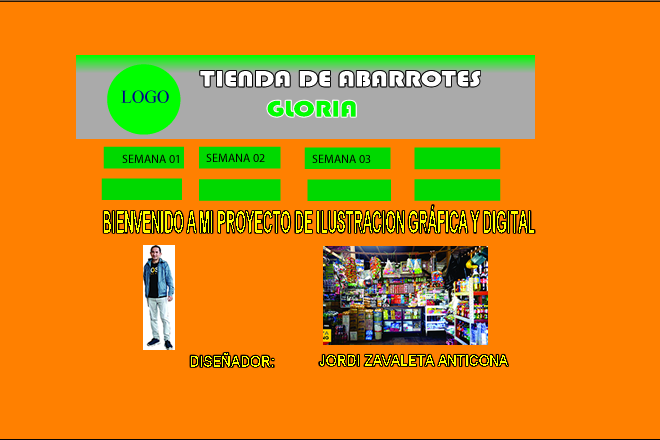 LOGO
TIENDA DE ABARROTES
GLORIA
SEMANA 01
SEMANA 02
SEMANA 03
BIENVENIDO A MI PROYECTO DE ILUSTRACION GRÁFICA Y DIGITAL
DISEÑADOR:
JORDI ZAVALETA ANTICONA